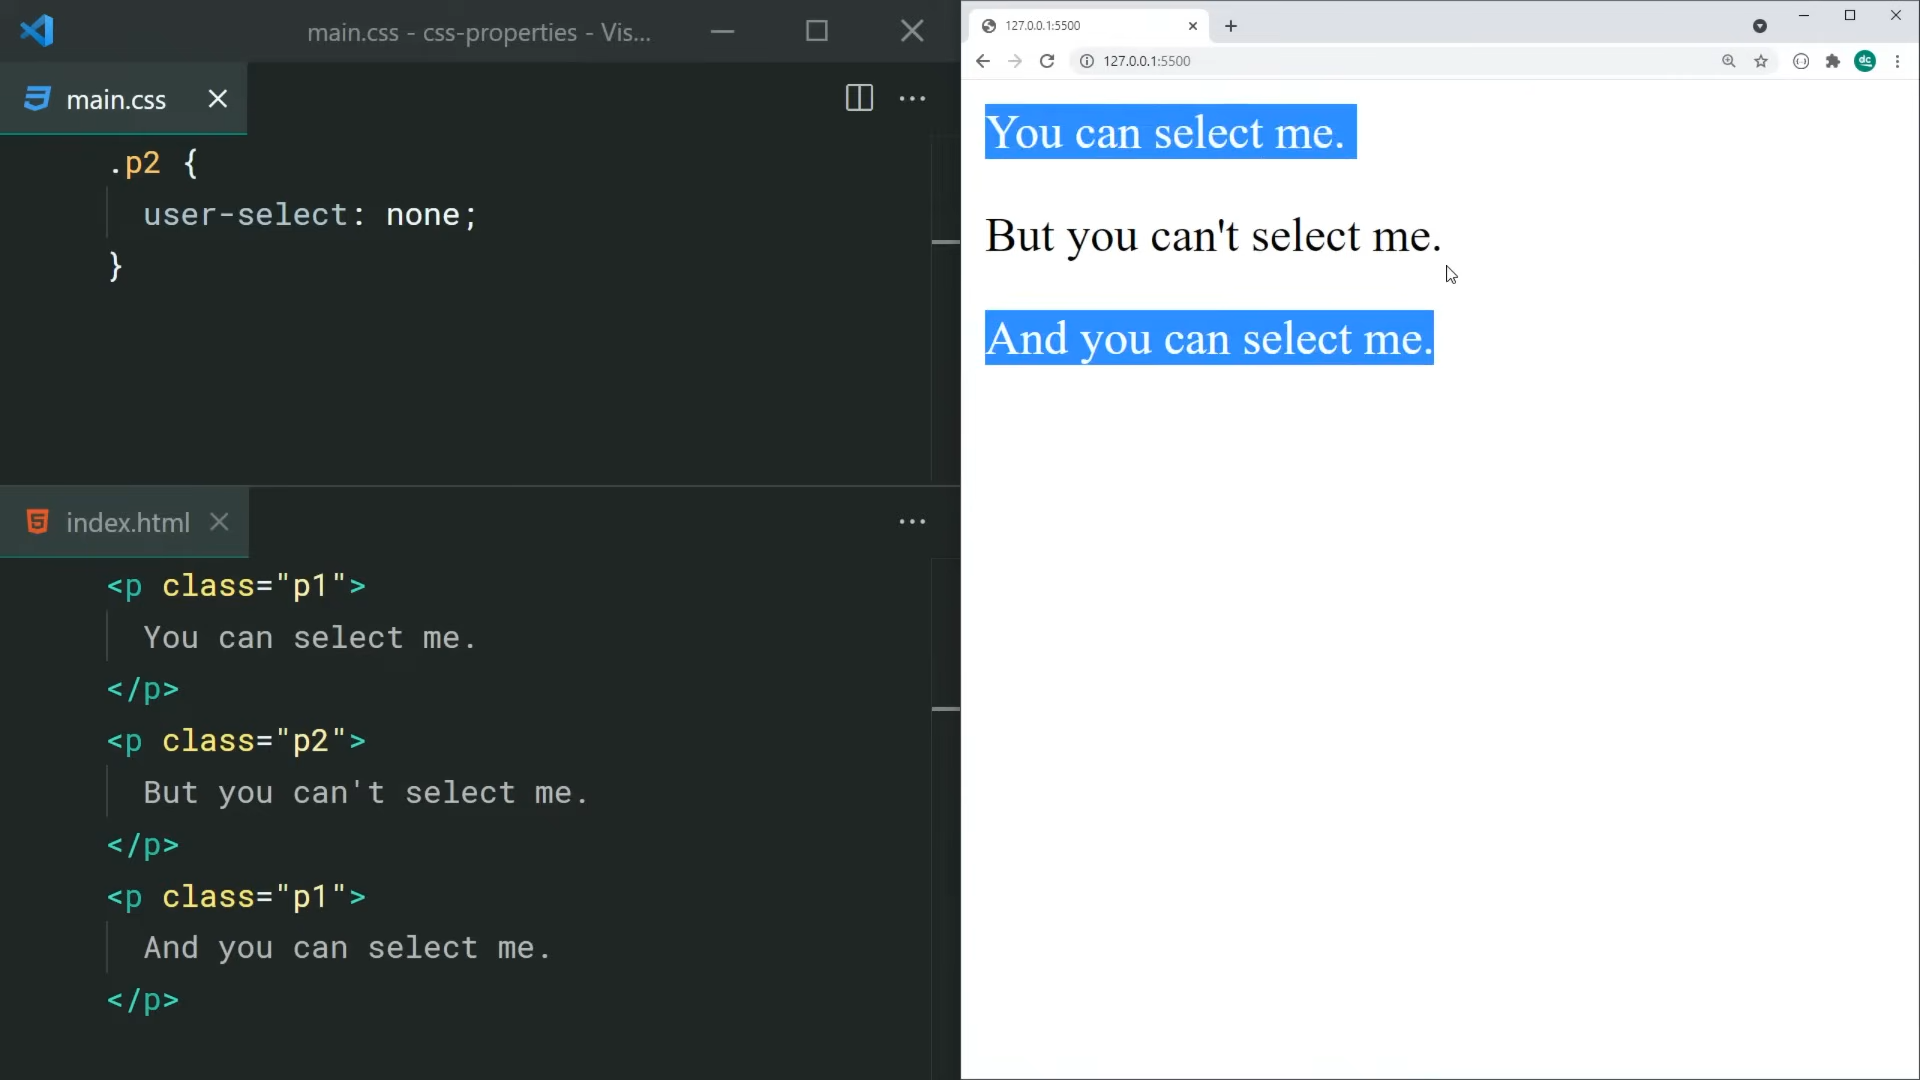 main.css - css-properties - Vis...
main.css
.p2 {
user-select: none;
}
index.html
<p class="p1">
You can select me.
</p>
<p class="p2">
But you can't select me.
</p>
<p class="p1">
And you can select me.
</p>
127.0.0.1:5500
127.0.0.1:5500
dc
You can select me.
But you can't select me.
And you can select me.